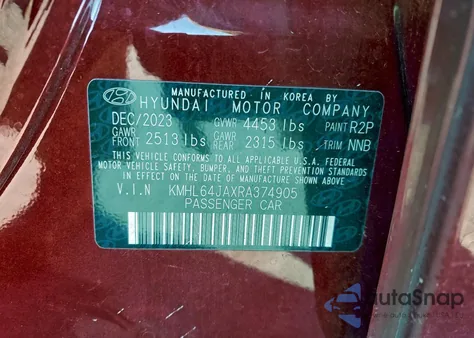 MANUFACTURED IN KOREA BY
HYUNDAI MOTOR COMPANY
DEC/2023 GVWR 4453 lbs PAINT R2P
GAWR FRONT 2513 lbs GAWR REAR 2315 lbs TRIM NNB
THIS VEHICLE CONFORMS TO ALL APPLICABLE U.S.A. FEDERAL
MOTOR VEHICLE SAFETY, BUMPER, AND THEFT PREVENTION
STANDARDS IN EFFECT ON THE DATE OF MANUFACTURE SHOWN ABOVE.
V.I.N KMHL64JAXRA374905
PASSENGER CAR
AutoSnap